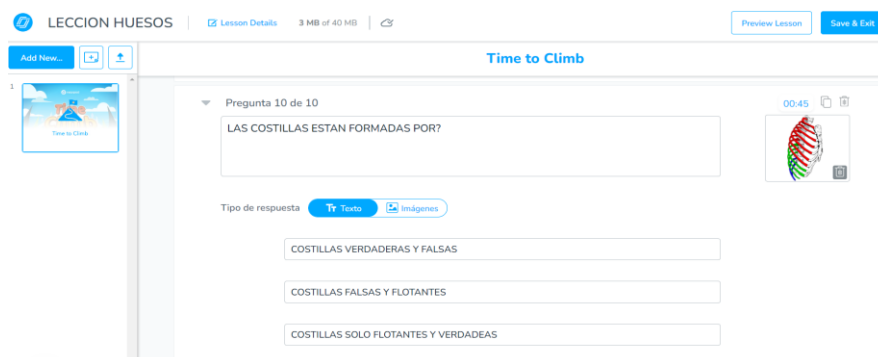 LECCION HUESOS
Lesson Details
3 MB of 40 MB
Preview Lesson
Save & Exit
Add New...
Time to Climb
1
Time to Climb
Pregunta 10 de 10
00:45
LAS COSTILLAS ESTAN FORMADAS POR?
Tipo de respuesta
Texto
Imágenes
COSTILLAS VERDADERAS Y FALSAS
COSTILLAS FALSAS Y FLOTANTES
COSTILLAS SOLO FLOTANTES Y VERDADEAS